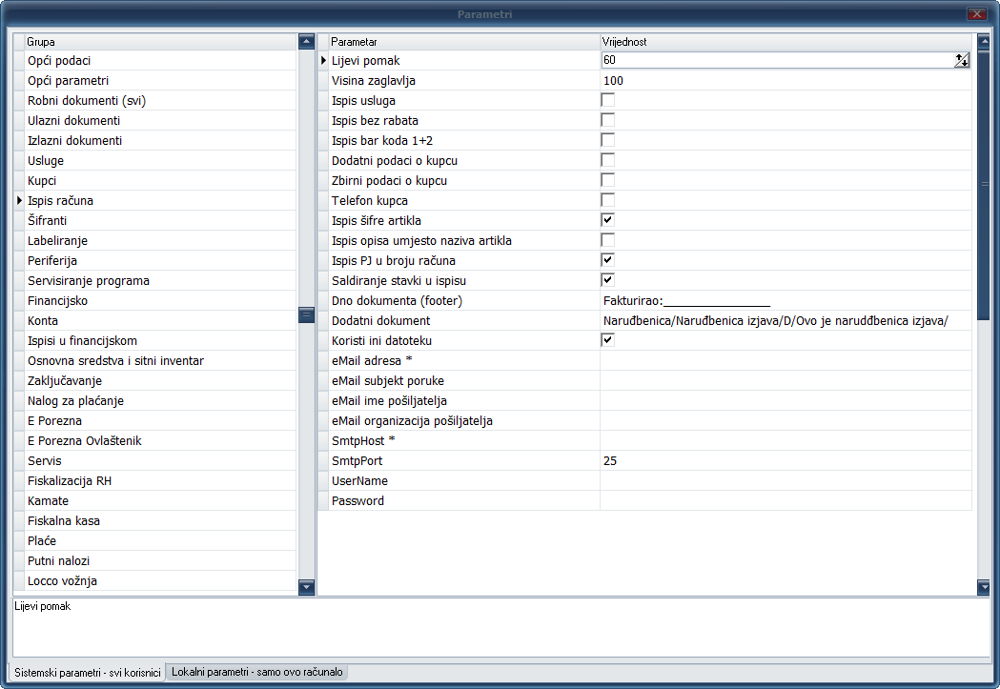 Parametri
Grupa
Opći podaci
Opći parametri
Robni dokumenti (svi)
Ulazni dokumenti
Izlazni dokumenti
Usluge
Kupci
Ispis računa
Šifranti
Labeliranje
Periferija
Servisiranje programa
Financijsko
Konta
Ispisi u financijskom
Osnovna sredstva i sitni inventar
Zaključavanje
Nalog za plaćanje
E Porezna
E Porezna Ovlaštenik
Servis
Fiskalizacija RH
Kamate
Fiskalna kasa
Plaće
Putni nalozi
Locco vožnja
Parametar Vrijednost
Lijevi pomak 60
Visina zaglavlja 100
Ispis usluga
Ispis bez rabata
Ispis bar koda 1+2
Dodatni podaci o kupcu
Zbirni podaci o kupcu
Telefon kupca
Ispis šifre artikla
Ispis opisa umjesto naziva artikla
Ispis PJ u broju računa
Saldiranje stavki u ispisu
Dno dokumenta (footer) Fakturirao:________________
Dodatni dokument Naruđbenica/Naruđbenica izjava/D/Ovo je narudđbenica izjava/
Koristi ini datoteku
eMail adresa *
eMail subjekt poruke
eMail ime pošiljatelja
eMail organizacija pošiljatelja
SmtpHost *
SmtpPort 25
UserName
Password
Lijevi pomak
Sistemski parametri - svi korisnici Lokalni parametri - samo ovo računalo